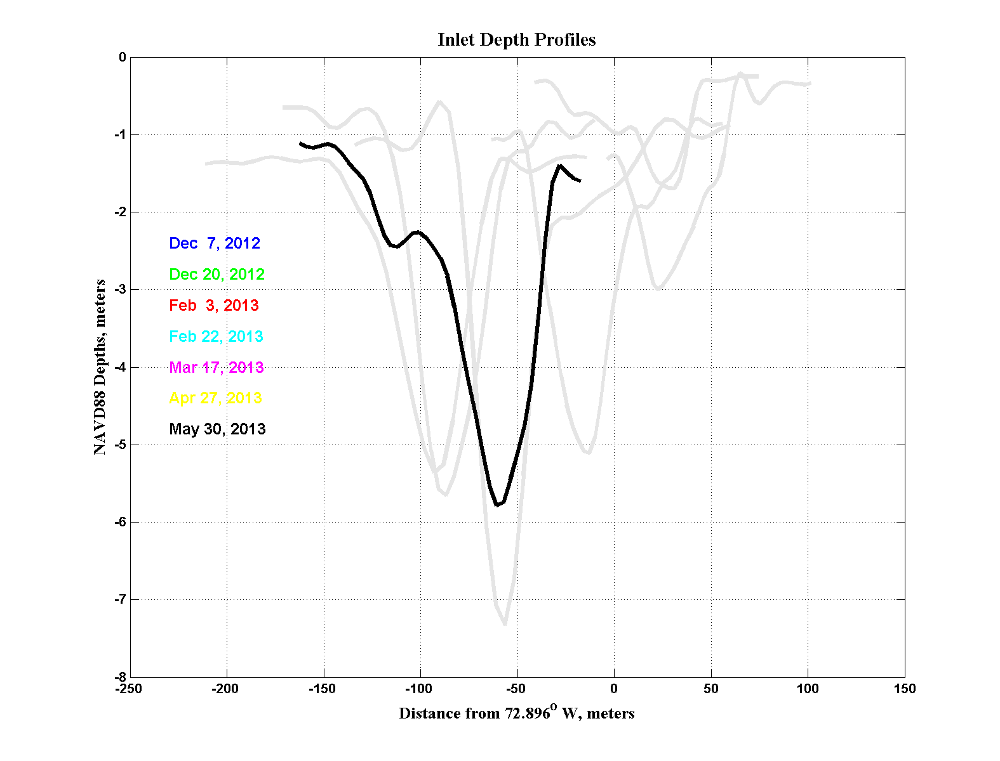 Inlet Depth Profiles
0
-1
-2
-3
-4
-5
-6
-7
-8
NAVD88 Depths, meters
Dec 7, 2012
Dec 20, 2012
Feb 3, 2013
Feb 22, 2013
Mar 17, 2013
Apr 27, 2013
May 30, 2013
-250 -200 -150 -100 -50 0 50 100 150
Distance from 72.896° W, meters